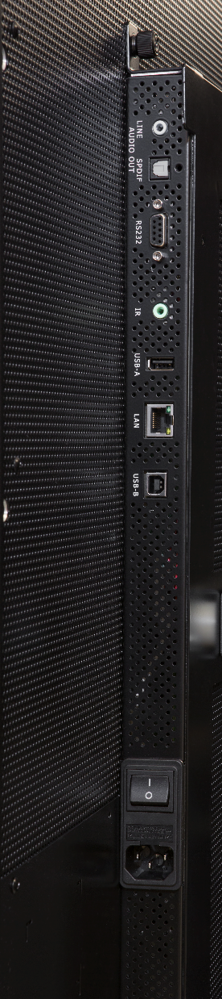 LINE
SPDIF
AUDIO OUT
RS232
IR
USB-A
LAN
USB-B